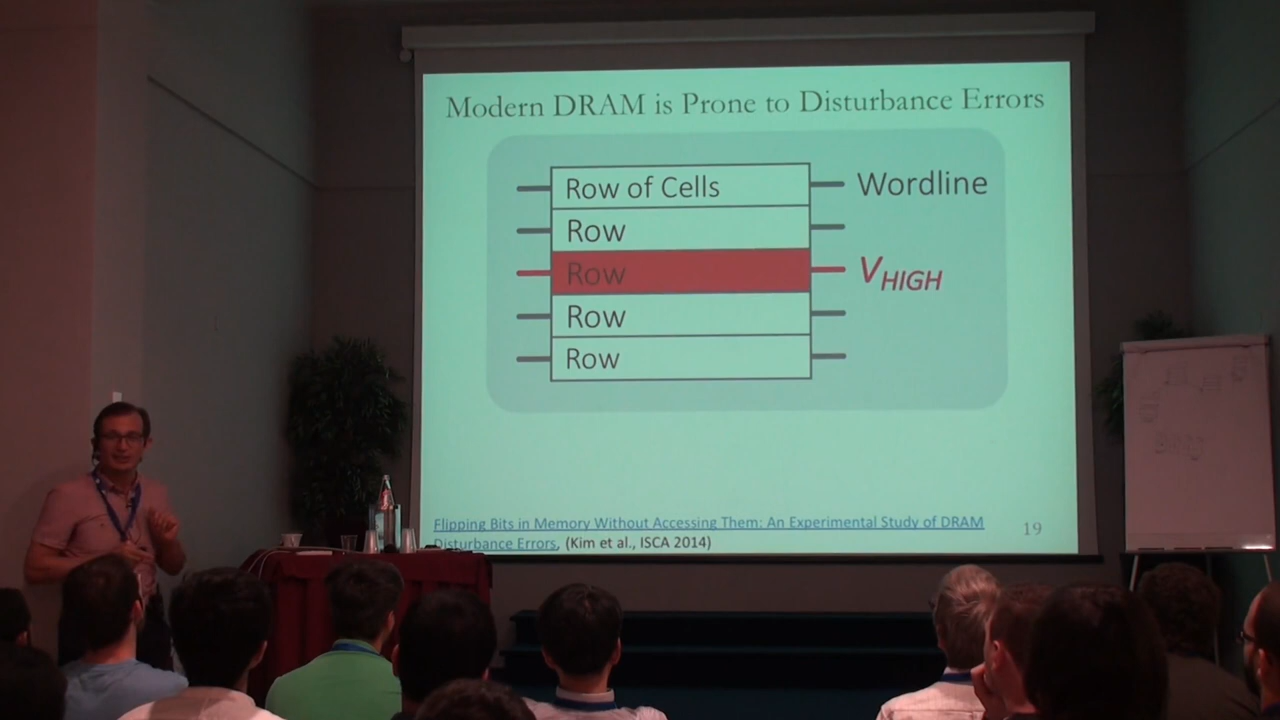 Modern DRAM is Prone to Disturbance Errors
Row of Cells
Wordline
Row
Row
VHIGH
Row
Row
Flipping Bits in Memory Without Accessing Them: An Experimental Study of DRAM
Disturbance Errors, (Kim et al., ISCA 2014)
19